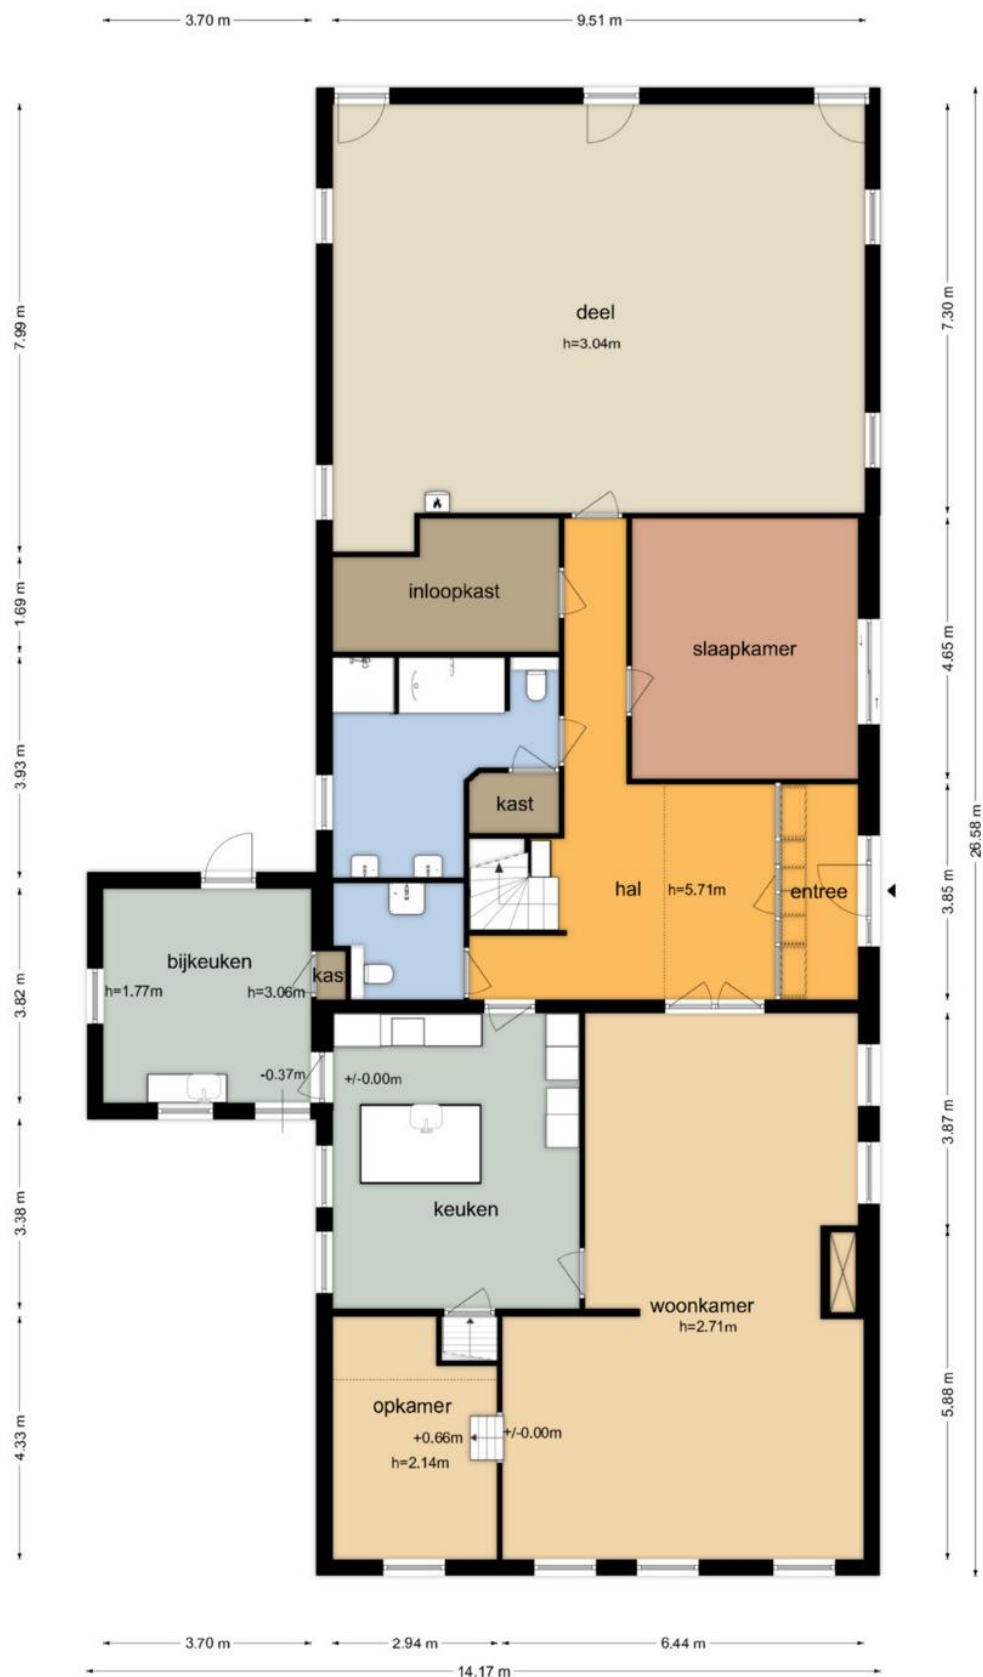 3.70 m
9.51 m
7.99 m
7.30 m
deel
h=3.04m
1.69 m
inloopkast
slaapkamer
4.65 m
3.93 m
kast
26.58 m
hal
h=5.71m
entree
3.85 m
bijkeuken
h=1.77m
h=3.06m
kast
3.82 m
-0.37m
+/-0.00m
3.87 m
keuken
3.38 m
woonkamer
h=2.71m
opkamer
+0.66m
+/-0.00m
h=2.14m
5.88 m
4.33 m
3.70 m
2.94 m
6.44 m
14.17 m